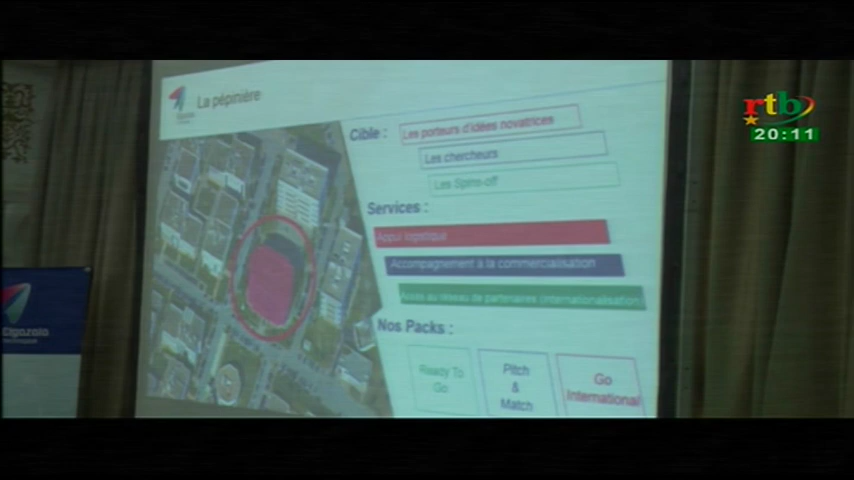 La pépinière
rtb
20:11
Cible :
Les porteurs d'idées novatrices
Les chercheurs
Les Spins-off
Services :
Appui logistique
Accompagnement à la commercialisation
Accès au réseau de partenaires (internationalisation)
Nos Packs :
Ready To
Go
Pitch
&
Match
Go
International
Elgazala